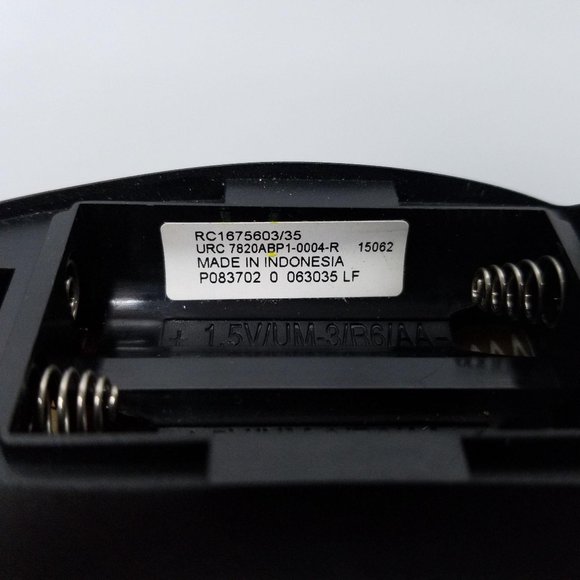 RC1675603/35
URC 7820ABP1-0004-R 15062
MADE IN INDONESIA
P083702 0 063035 LF
+ 1.5V/UM-3/R6/AA-